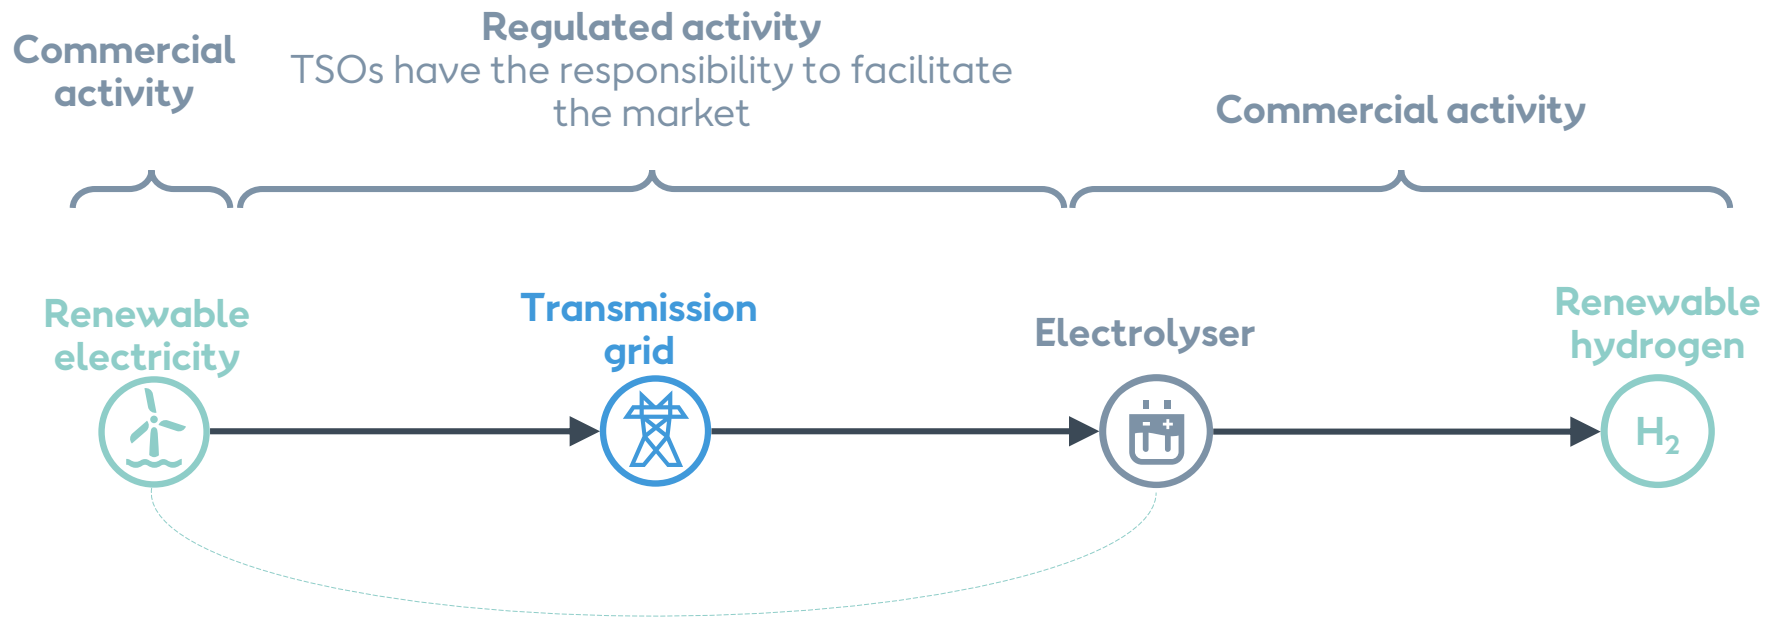 Commercial
activity
Regulated activity
TSOs have the responsibility to facilitate
the market
Commercial activity
Renewable
electricity
Transmission
grid
Electrolyser
Renewable
hydrogen
H₂